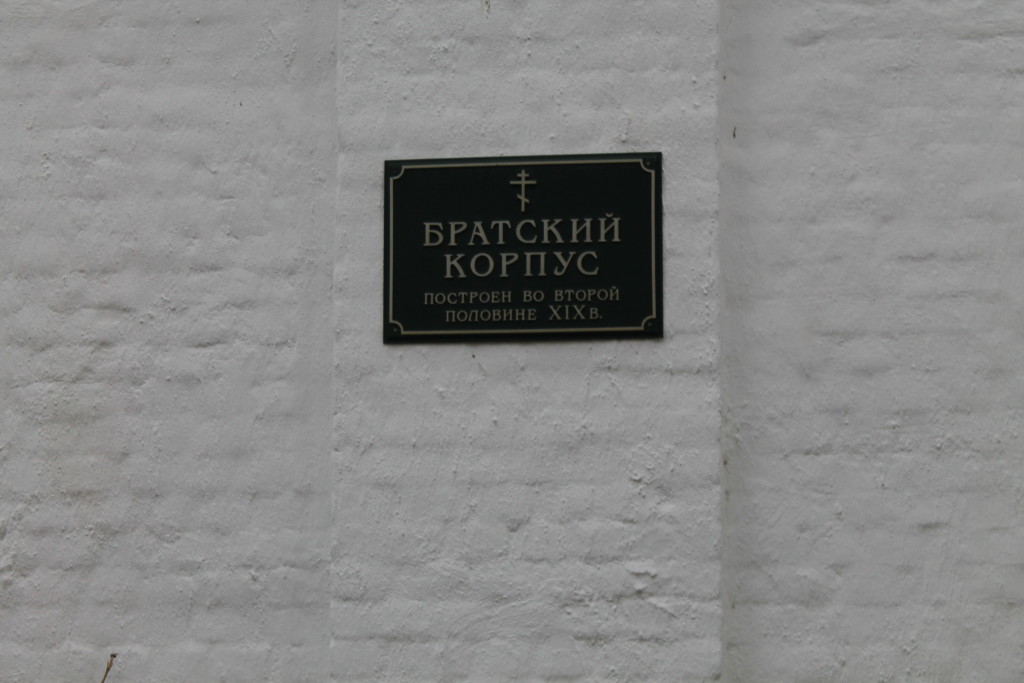 БРАТСКИЙ
КОРПУС
ПОСТРОЕН ВО ВТОРОЙ
ПОЛОВИНЕ XIX В.